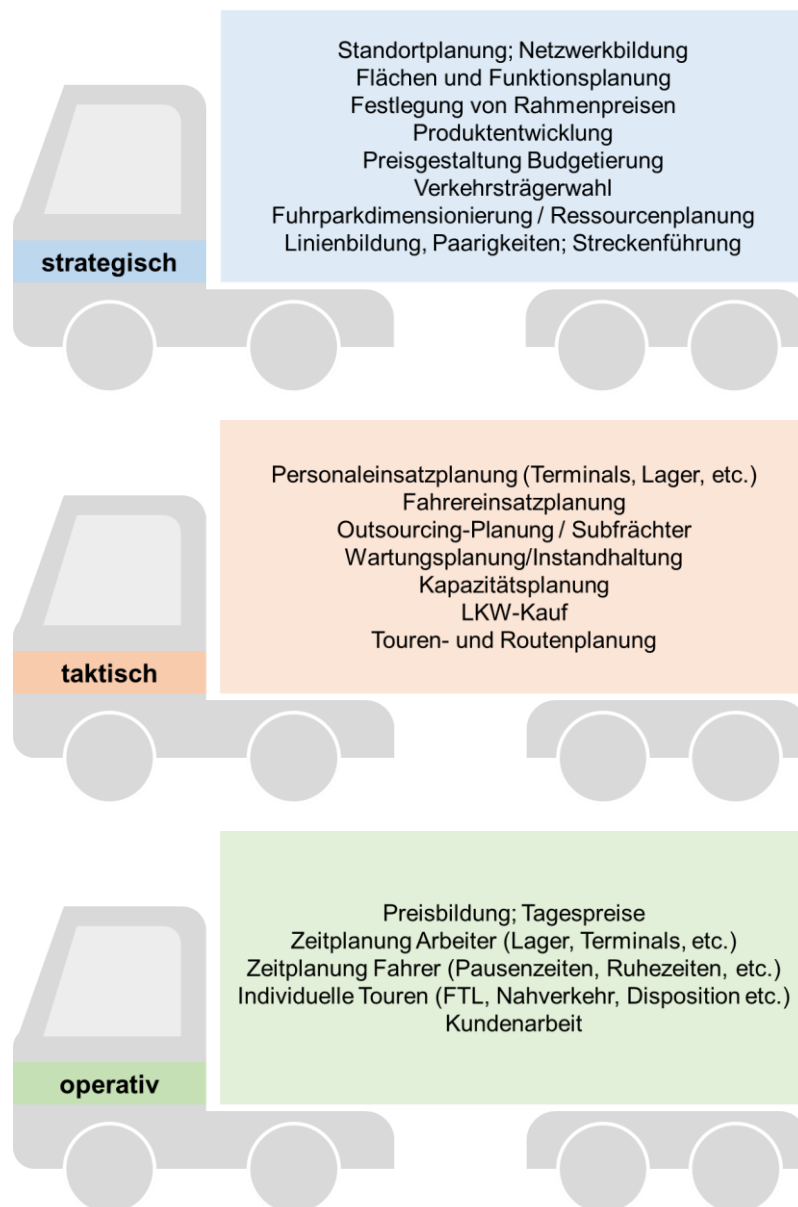 Standortplanung; Netzwerkbildung
Flächen und Funktionsplanung
Festlegung von Rahmenpreisen
Produktentwicklung
Preisgestaltung Budgetierung
Verkehrsträgerwahl
Fuhrparkdimensionierung / Ressourcenplanung
Linienbildung, Paarigkeiten; Streckenführung
strategisch
Personaleinsatzplanung (Terminals, Lager, etc.)
Fahrereinsatzplanung
Outsourcing-Planung / Subfrächter
Wartungsplanung/Instandhaltung
Kapazitätsplanung
LKW-Kauf
Touren- und Routenplanung
taktisch
Preisbildung; Tagespreise
Zeitplanung Arbeiter (Lager, Terminals, etc.)
Zeitplanung Fahrer (Pausenzeiten, Ruhezeiten, etc.)
Individuelle Touren (FTL, Nahverkehr, Disposition etc.)
Kundenarbeit
operativ